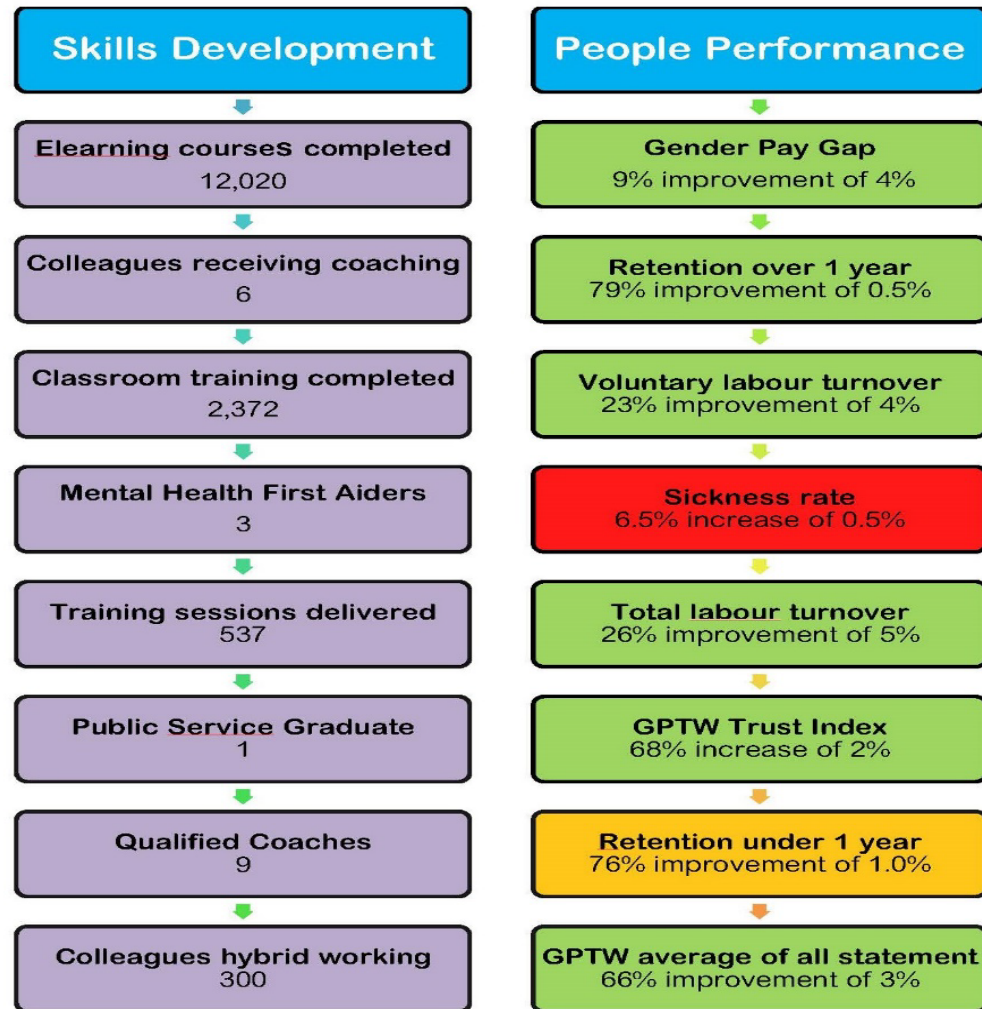 Skills Development
Elearning courses completed
12,020
Colleagues receiving coaching
6
Classroom training completed
2,372
Mental Health First Aiders
3
Training sessions delivered
537
Public Service Graduate
1
Qualified Coaches
9
Colleagues hybrid working
300
People Performance
Gender Pay Gap
9% improvement of 4%
Retention over 1 year
79% improvement of 0.5%
Voluntary labour turnover
23% improvement of 4%
Sickness rate
6.5% increase of 0.5%
Total labour turnover
26% improvement of 5%
GPTW Trust Index
68% increase of 2%
Retention under 1 year
76% improvement of 1.0%
GPTW average of all statement
66% improvement of 3%